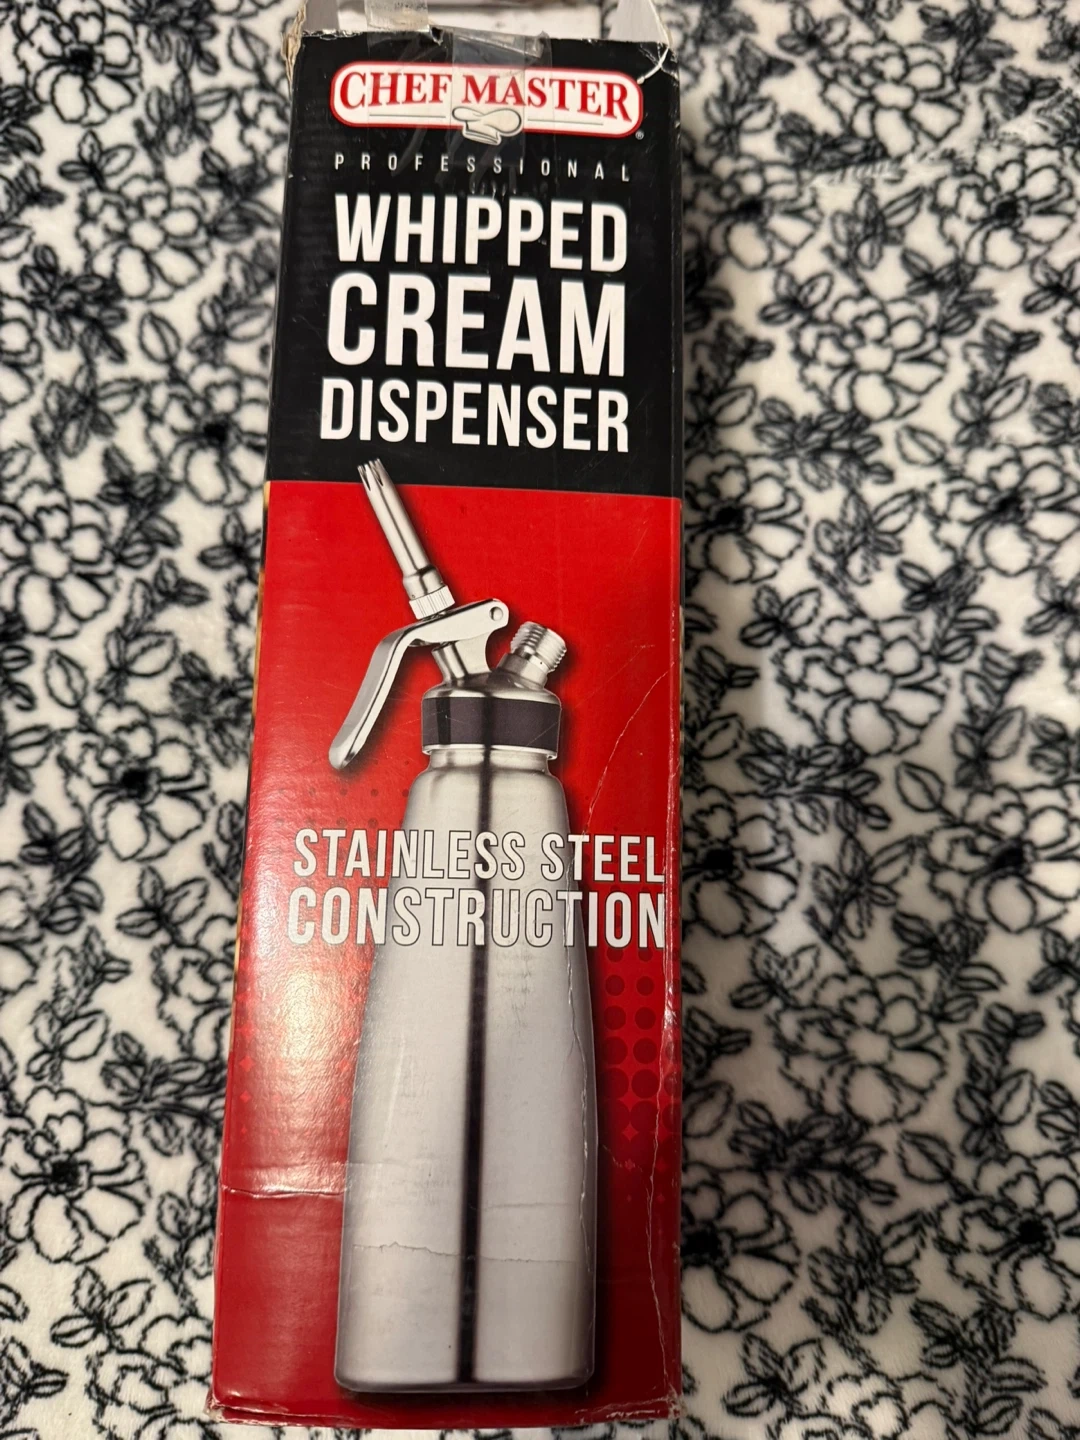 CHEF MASTER
®
PROFESSIONAL
WHIPPED
CREAM
DISPENSER
STAINLESS STEEL
CONSTRUCTION